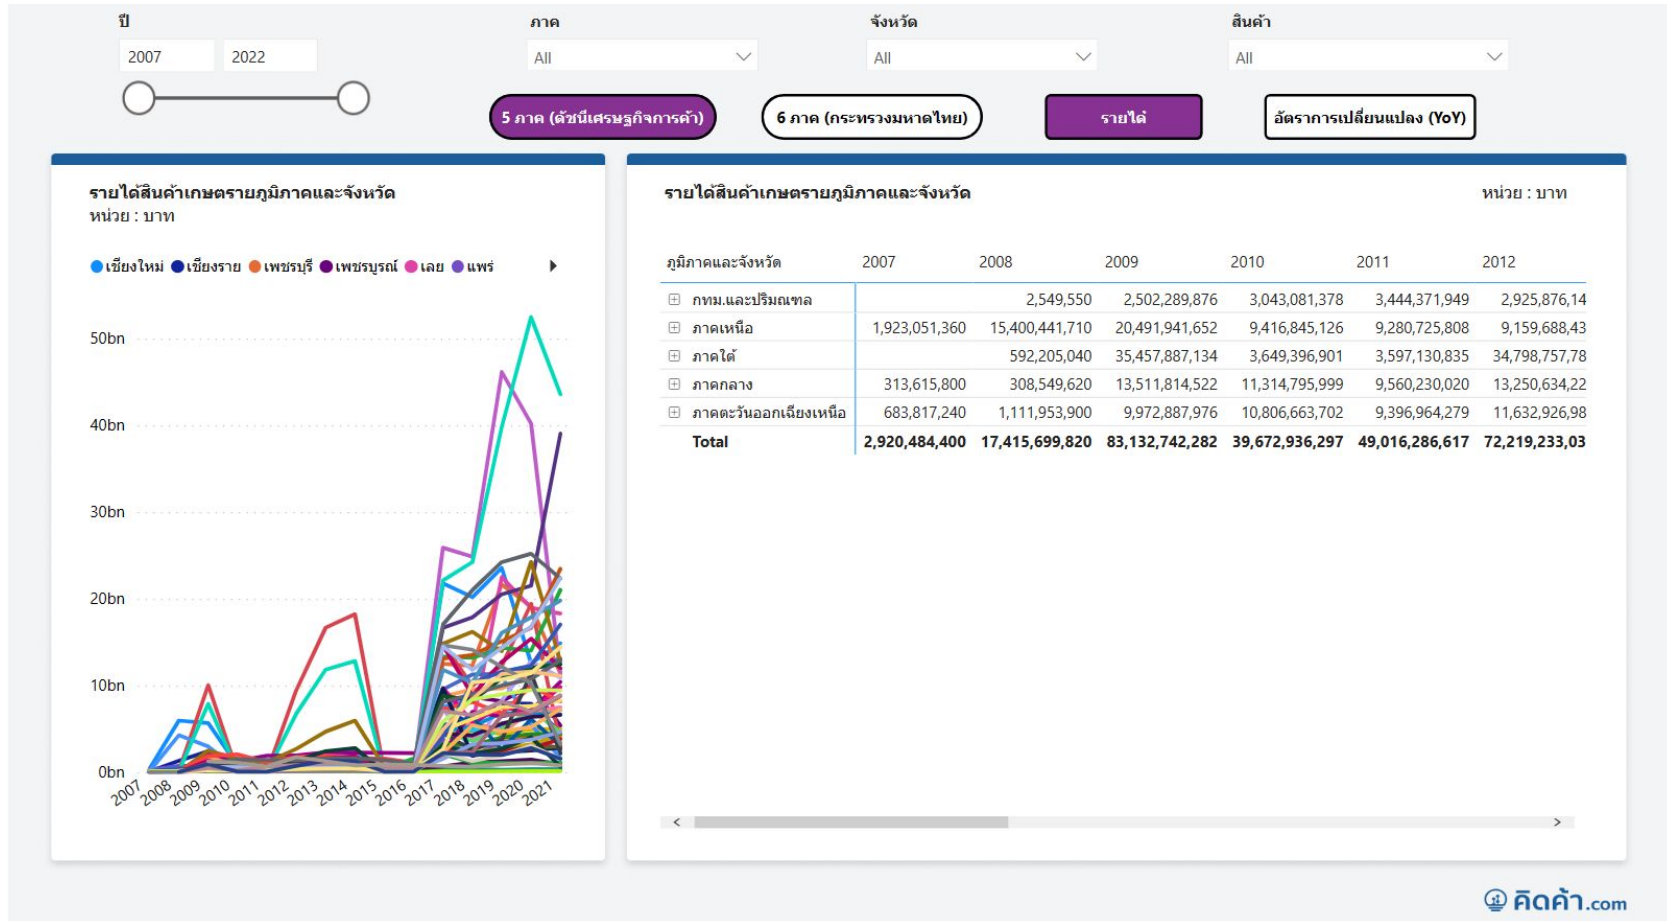 ปี ภาค จังหวัด สินค้า
2007 2022 All All All
5 ภาค (ดัชนีเศรษฐกิจการค้า) 6 ภาค (กระทรวงมหาดไทย) รายได้ อัตราการเปลี่ยนแปลง (YoY)
รายได้สินค้าเกษตรรายภูมิภาคและจังหวัด
หน่วย : บาท
เชียงใหม่ เชียงราย เพชรบุรี เพชรบูรณ์ เลย แพร่
50bn
40bn
30bn
20bn
10bn
0bn
2007 2008 2009 2010 2011 2012 2013 2014 2015 2016 2017 2018 2019 2020 2021
รายได้สินค้าเกษตรรายภูมิภาคและจังหวัด หน่วย : บาท
ภูมิภาคและจังหวัด 2007 2008 2009 2010 2011 2012
กทม.และปริมณฑล 2,549,550 2,502,289,876 3,043,081,378 3,444,371,949 2,925,876,14
ภาคเหนือ 1,923,051,360 15,400,441,710 20,491,941,652 9,416,845,126 9,280,725,808 9,159,688,43
ภาคใต้ 592,205,040 35,457,887,134 3,649,396,901 3,597,130,835 34,798,757,78
ภาคกลาง 313,615,800 308,549,620 13,511,814,522 11,314,795,999 9,560,230,020 13,250,634,22
ภาคตะวันออกเฉียงเหนือ 683,817,240 1,111,953,900 9,972,887,976 10,806,663,702 9,396,964,279 11,632,926,98
Total 2,920,484,400 17,415,699,820 83,132,742,282 39,672,936,297 49,016,286,617 72,219,233,03
คิดค้า.com